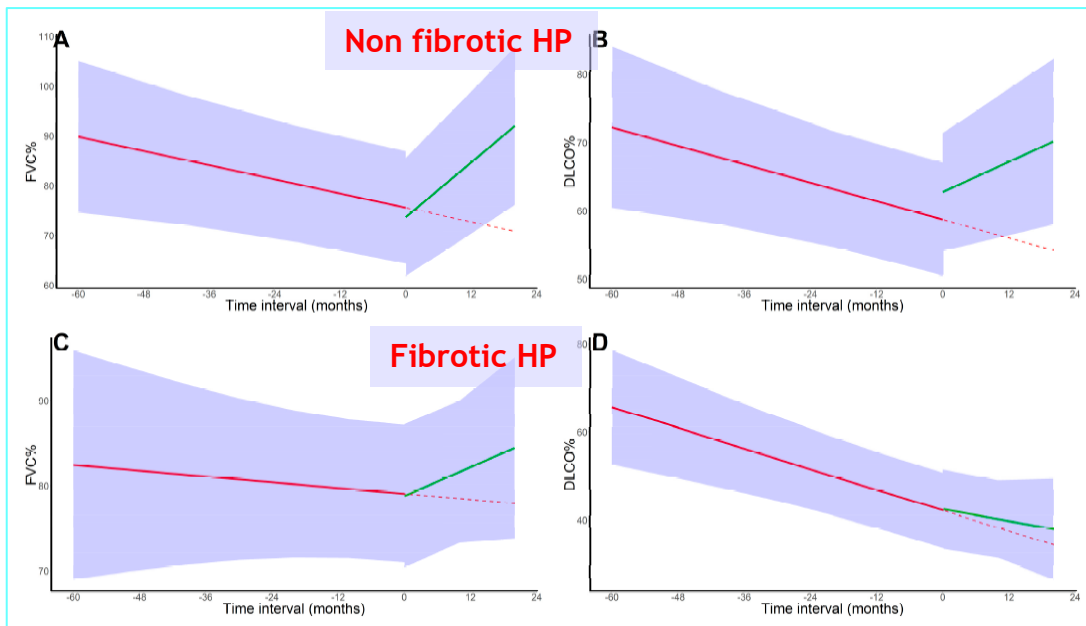 Non fibrotic HP
A
FVC%
110
100
90
80
70
60
-60 -48 -36 -24 -12 0 12 24
Time interval (months)
B
DLCO%
80
70
60
50
-60 -48 -36 -24 -12 0 12 24
Time interval (months)
Fibrotic HP
C
FVC%
90
80
70
-60 -48 -36 -24 -12 0 12 24
Time interval (months)
D
DLCO%
80
60
40
-60 -48 -36 -24 -12 0 12 24
Time interval (months)